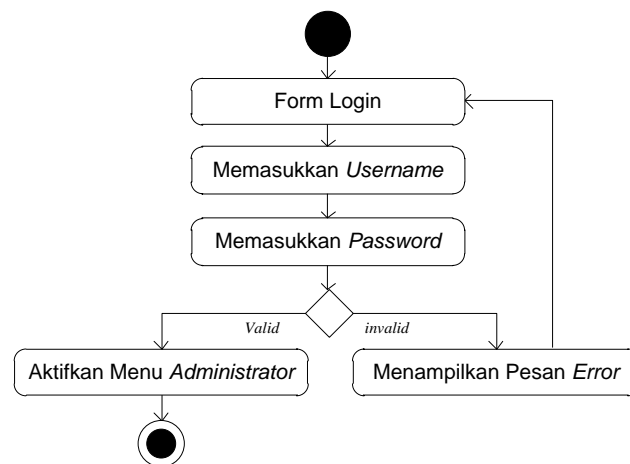 Form Login
Memasukkan Username
Memasukkan Password
Valid
invalid
Aktifkan Menu Administrator
Menampilkan Pesan Error